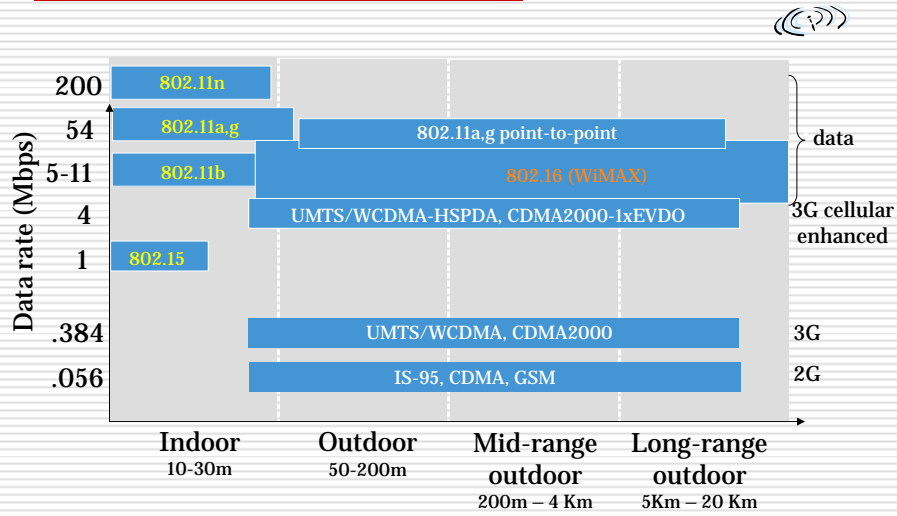 Data rate (Mbps)
200
54
5-11
4
1
.384
.056
802.11n
802.11a,g
802.11a,g point-to-point
802.11b
802.16 (WiMAX)
UMTS/WCDMA-HSPDA, CDMA2000-1xEVDO
802.15
UMTS/WCDMA, CDMA2000
IS-95, CDMA, GSM
data
3G cellular
enhanced
3G
2G
Indoor
10-30m
Outdoor
50-200m
Mid-range
outdoor
200m – 4 Km
Long-range
outdoor
5Km – 20 Km